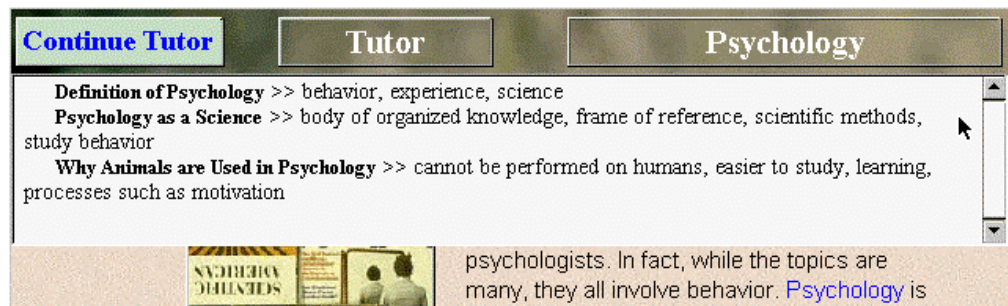 Continue Tutor Tutor Psychology
Definition of Psychology >> behavior, experience, science
Psychology as a Science >> body of organized knowledge, frame of reference, scientific methods,
study behavior
Why Animals are Used in Psychology >> cannot be performed on humans, easier to study, learning,
processes such as motivation
psychologists. In fact, while the topics are
many, they all involve behavior. Psychology is
AMERICAN
SCIENTIFIC